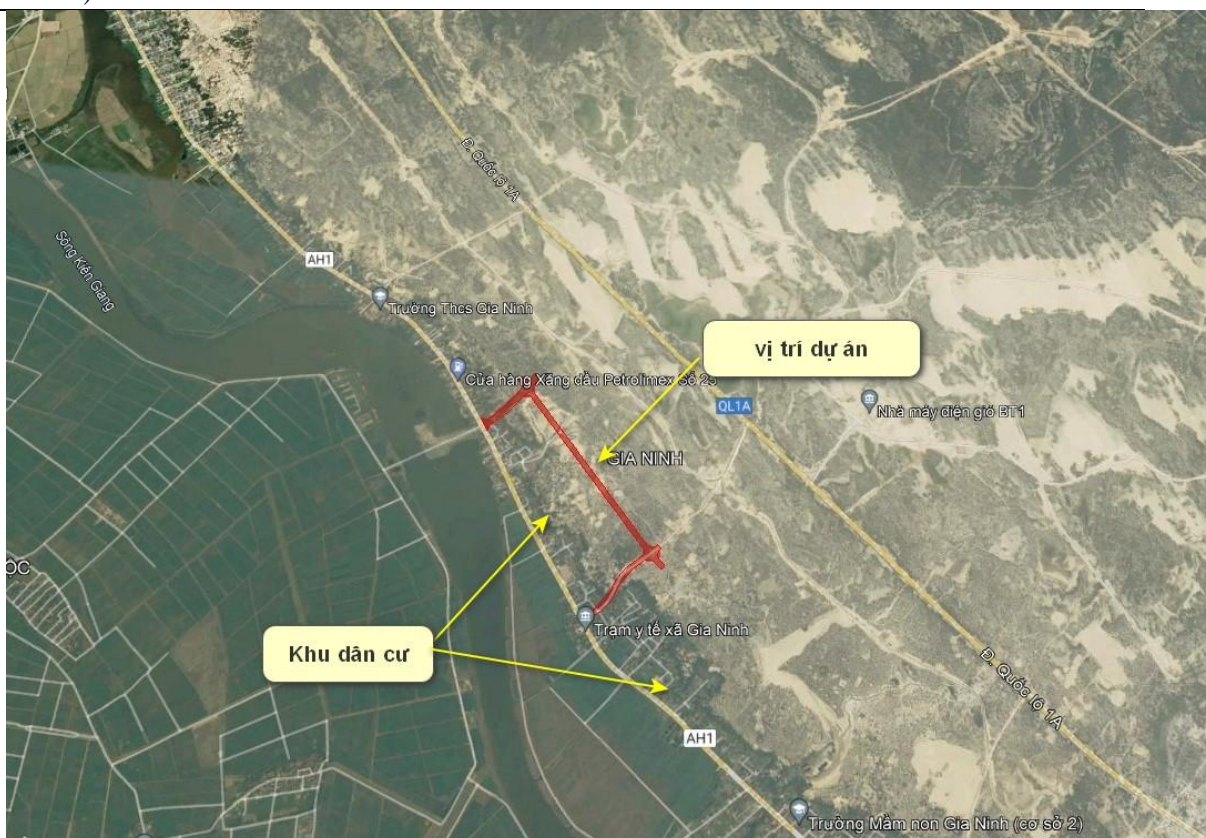 Đ. Quốc lộ 1A
Sông Kiến Giang
AH1
Trường Thcs Gia Ninh
vị trí dự án
Cửa hàng Xăng dầu Petrolimex Số 25
QL1A
Nhà máy điện gió BT1
GIA NINH
ỘC
Khu dân cư
Trạm y tế xã Gia Ninh
Đ. Quốc lộ 1A
AH1
Trường Mầm non Gia Ninh (cơ sở 2)